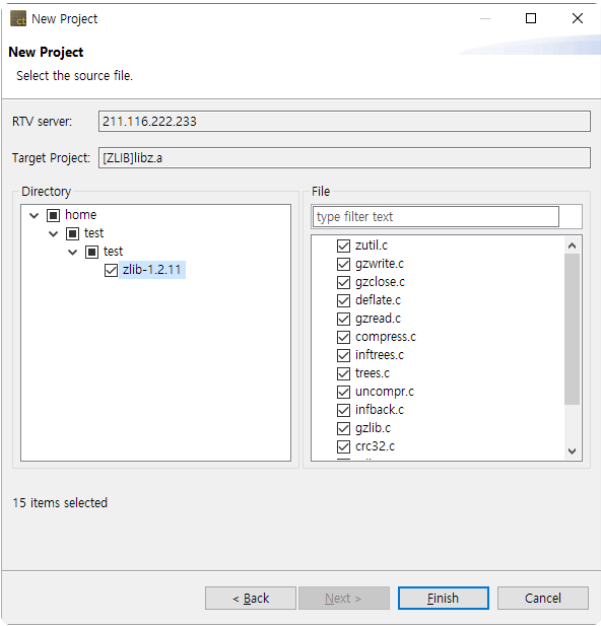 ct New Project
New Project
Select the source file.
RTV server: 211.116.222.233
Target Project: [ZLIB]libz.a
Directory
home
test
test
zlib-1.2.11
File
type filter text
zutil.c
gzwrite.c
gzclose.c
deflate.c
gzread.c
compress.c
inftrees.c
trees.c
uncompr.c
infback.c
gzlib.c
crc32.c
15 items selected
< Back
Next >
Finish
Cancel